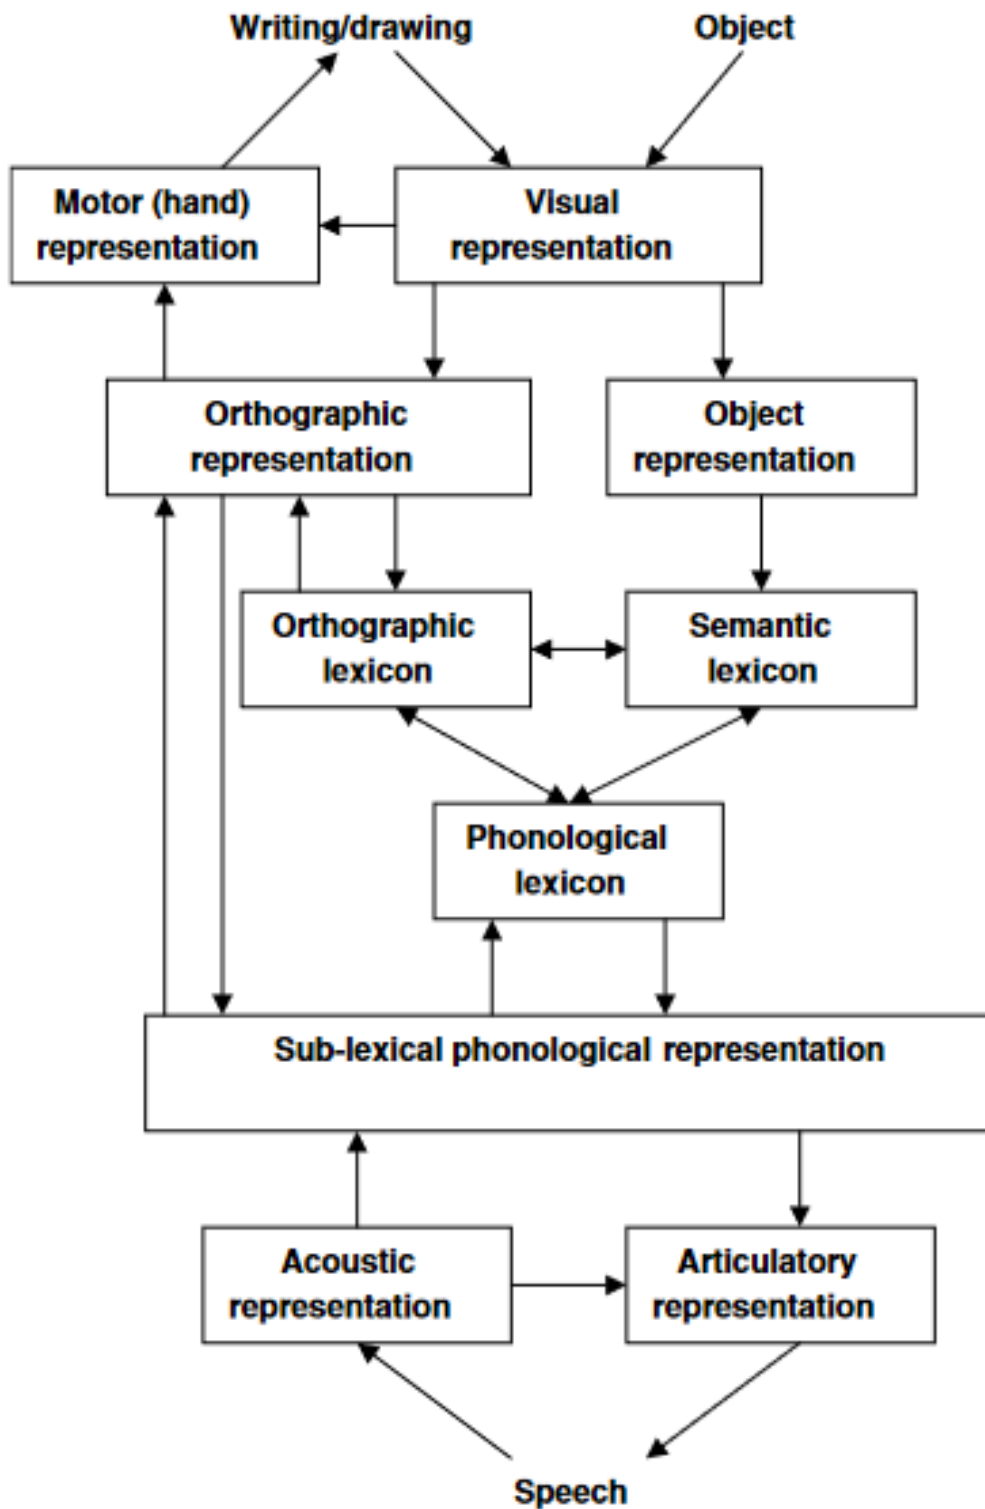 Writing/drawing
Object
Motor (hand)
representation
Visual
representation
Orthographic
representation
Object
representation
Orthographic
lexicon
Semantic
lexicon
Phonological
lexicon
Sub-lexical phonological representation
Acoustic
representation
Articulatory
representation
Speech